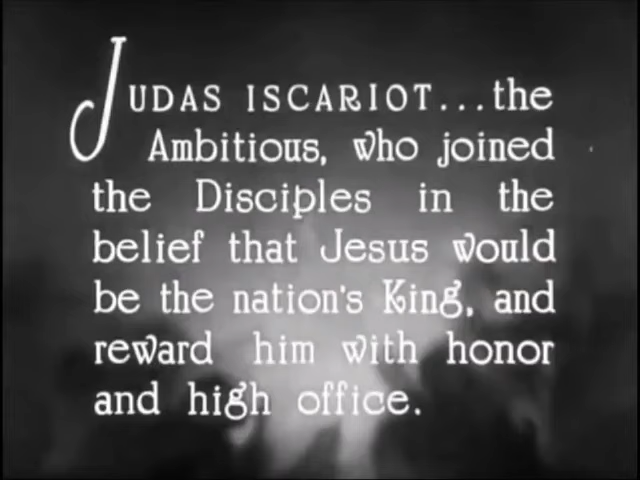 JUDAS ISCARIOT...the
Ambitious, who joined
the Disciples in the
belief that Jesus would
be the nation's King, and
reward him with honor
and high office.